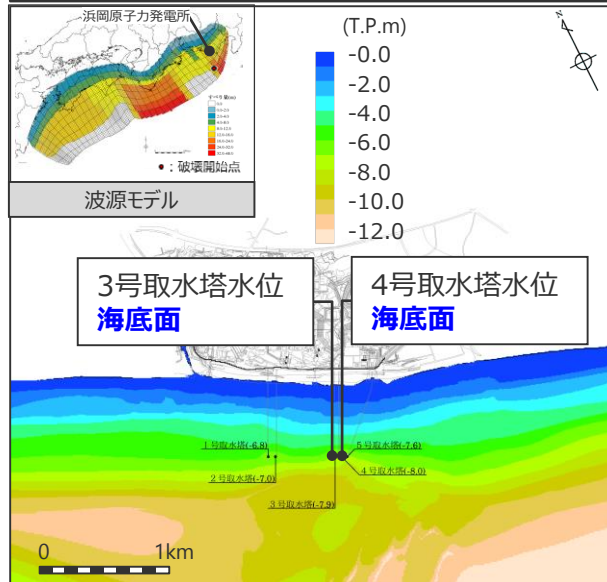 浜岡原子力発電所
すべり量(m)
●：破壊開始点
波源モデル
(T.P.m)
-0.0
-2.0
-4.0
-6.0
-8.0
-10.0
-12.0
3号取水塔水位
海底面
4号取水塔水位
海底面
1号取水塔(-6.8)
5号取水塔(-7.6)
2号取水塔(-7.0)
4号取水塔(-8.0)
3号取水塔(-7.9)
0 1km